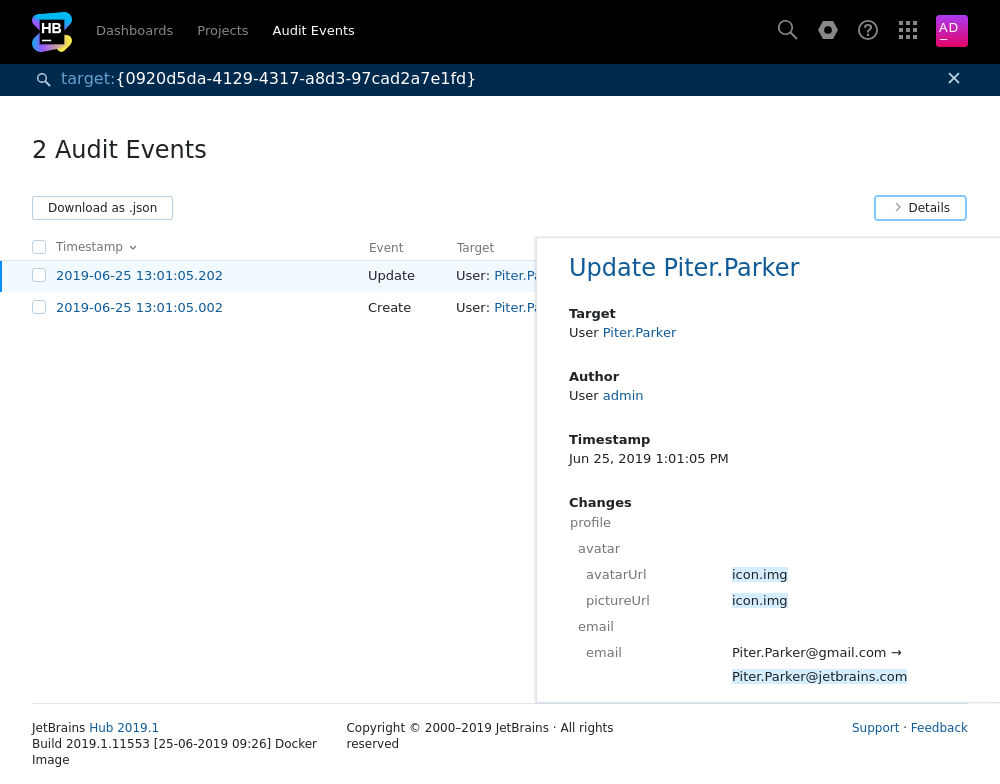 HB
Dashboards Projects Audit Events AD
target:{0920d5da-4129-4317-a8d3-97cad2a7e1fd}
2 Audit Events
Download as .json
Details
Timestamp Event Target
2019-06-25 13:01:05.202 Update User: Piter.Pa
2019-06-25 13:01:05.002 Create User: Piter.Pa
Update Piter.Parker
Target
User Piter.Parker
Author
User admin
Timestamp
Jun 25, 2019 1:01:05 PM
Changes
profile
avatar
avatarUrl icon.img
pictureUrl icon.img
email
email Piter.Parker@gmail.com →
Piter.Parker@jetbrains.com
JetBrains Hub 2019.1
Build 2019.1.11553 [25-06-2019 09:26] Docker
Image
Copyright © 2000–2019 JetBrains · All rights
reserved
Support · Feedback